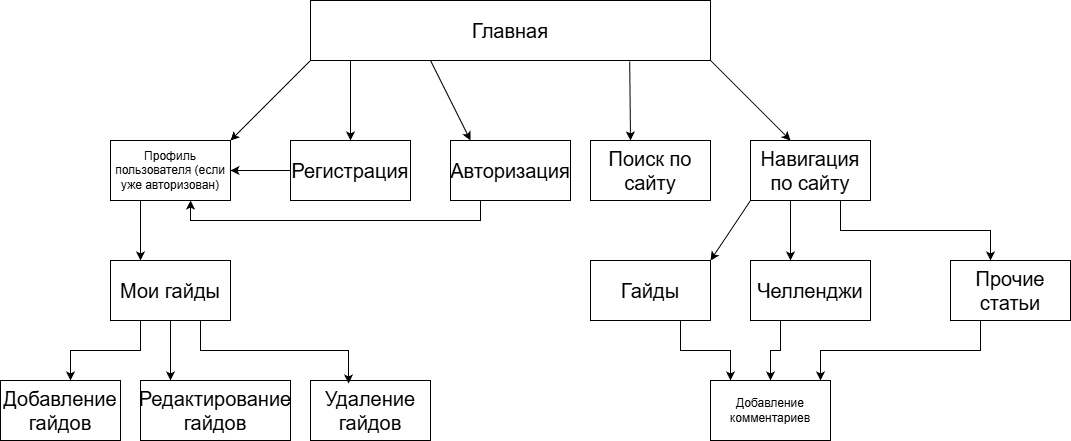 Главная
Профиль
пользователя (если
уже авторизован)
Регистрация
Авторизация
Поиск по
сайту
Навигация
по сайту
Мои гайды
Гайды
Челленджи
Прочие
статьи
Добавление
гайдов
Редактирование
гайдов
Удаление
гайдов
Добавление
комментариев